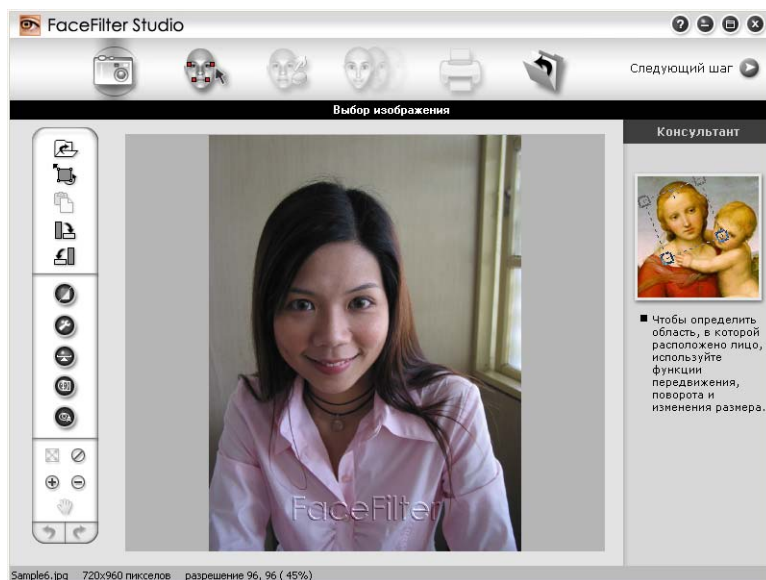 FaceFilter Studio
Следующий шаг
Выбор изображения
Консультант
Чтобы определить
область, в которой
расположено лицо,
используйте
функции
передвижения,
поворота и
изменения размера.
FaceFilter
Sample6.jpg 720x960 пикселов разрешение 96, 96 ( 45%)